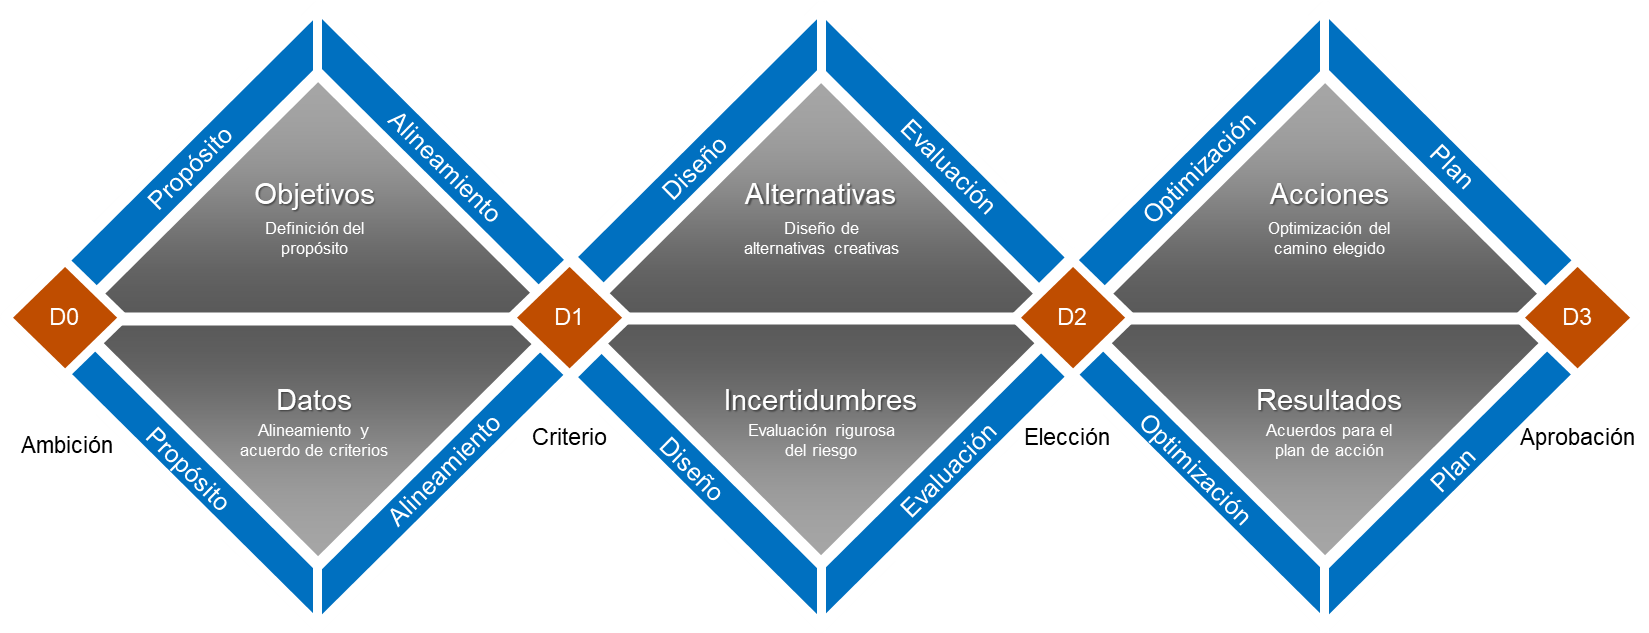 Propósito
Alineamiento
Objetivos
Definición del
propósito
D0
Datos
Alineamiento y
acuerdo de criterios
Ambición
Propósito
Alineamiento
Diseño
Evaluación
Alternativas
Diseño de
alternativas creativas
D1
Incertidumbres
Evaluación rigurosa
del riesgo
Criterio
Diseño
Evaluación
Optimización
Plan
Acciones
Optimización del
camino elegido
D2
D3
Resultados
Acuerdos para el
plan de acción
Elección
Aprobación
Optimización
Plan